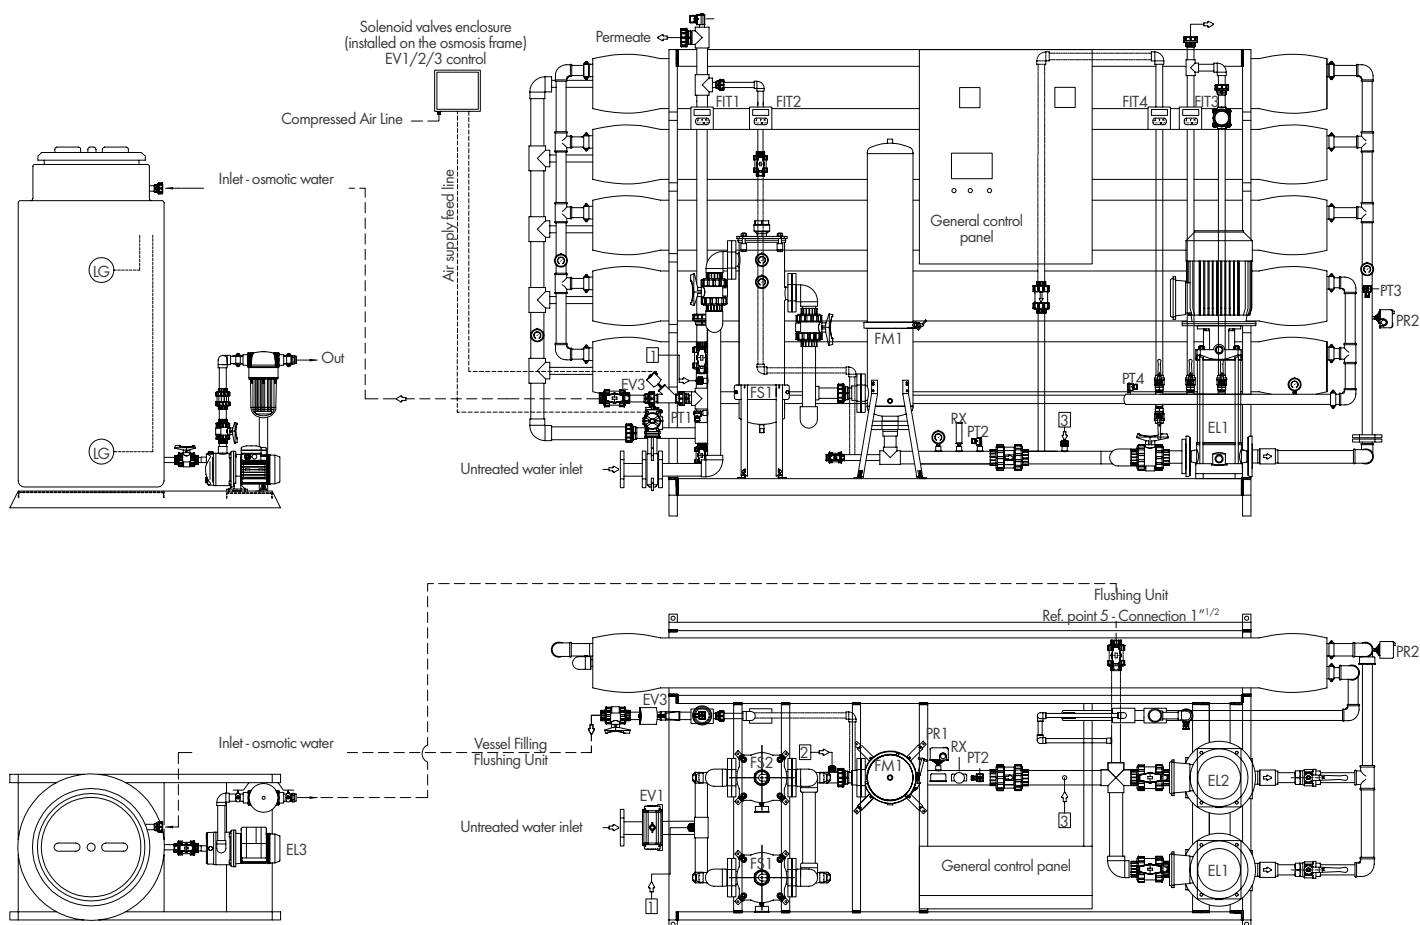 Solenoid valves enclosure
(installed on the osmosis frame)
EV1/2/3 control
Permeate
FIT1
FIT2
FIT4
FIT3
Compressed Air Line
Inlet - osmotic water
Air supply feed line
General control
panel
LG
PT3
PR2
FM1
Out
1
EV3
PT4
FS1
PT1
RX
3
EL1
PT2
LG
Untreated water inlet
Flushing Unit
Ref. point 5 - Connection 1"1/2
PR2
EV3
Inlet - osmotic water
Vessel Filling
Flushing Unit
PR1
2
RX
FS2
FM1
PT2
EL2
EV1
Untreated water inlet
3
EL3
FS1
General control panel
EL1
1